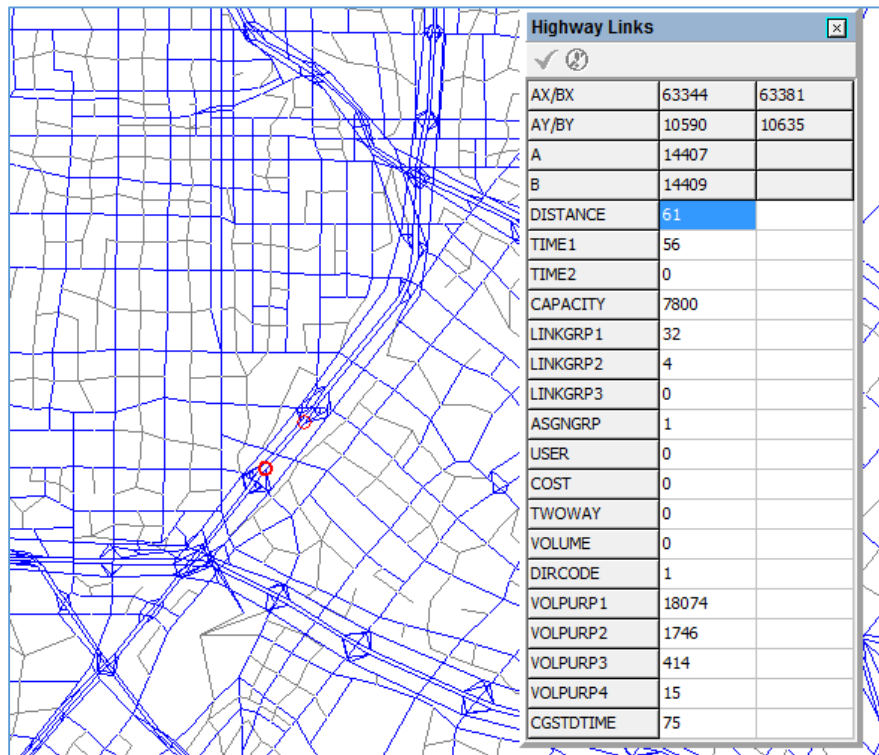 Highway Links
AX/BX 63344 63381
AY/BY 10590 10635
A 14407
B 14409
DISTANCE 61
TIME1 56
TIME2 0
CAPACITY 7800
LINKGRP1 32
LINKGRP2 4
LINKGRP3 0
ASGNGRP 1
USER 0
COST 0
TWOWAY 0
VOLUME 0
DIRCODE 1
VOLPURP1 18074
VOLPURP2 1746
VOLPURP3 414
VOLPURP4 15
CGSTDTIME 75